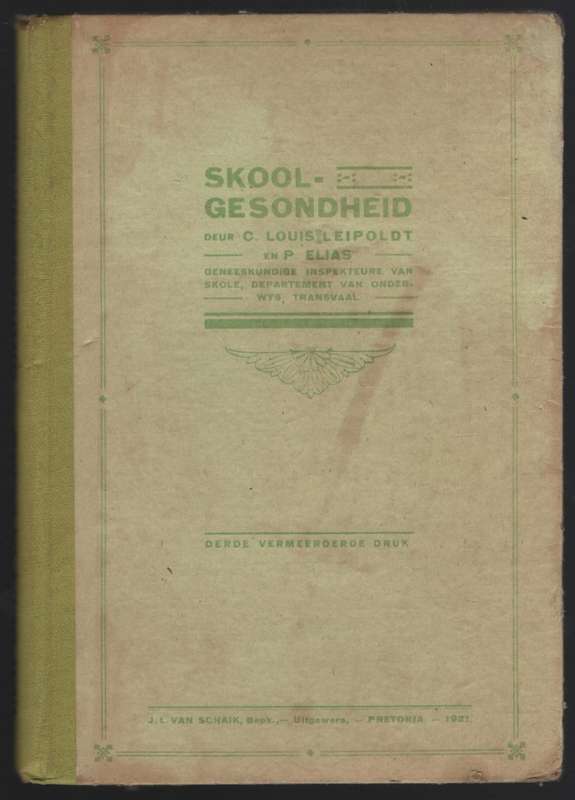 SKOOL-
GESONDHEID
DEUR C. LOUIS LEIPOLDT
EN P. ELIAS
GENEESKUNDIGE INSPEKTEURE VAN
SKOLE, DEPARTEMENT VAN ONDER-
WYS, TRANSVAAL
DERDE VERMEERDERDE DRUK
J. L. VAN SCHAIK, Bepk., — Uitgewers, — PRETORIA — 1921.